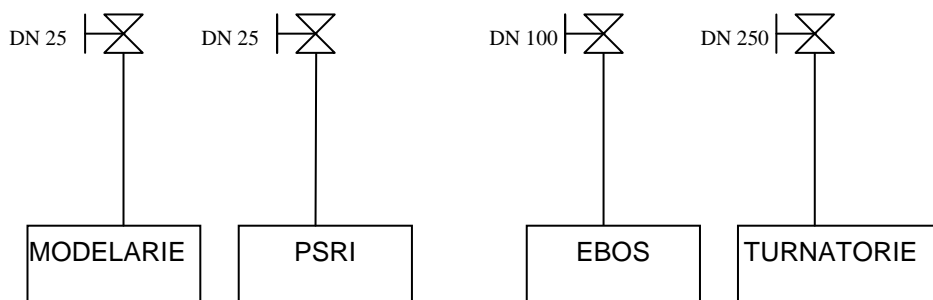 DN 25 DN 25 DN 100 DN 250
MODELARIE PSRI EBOS TURNATORIE